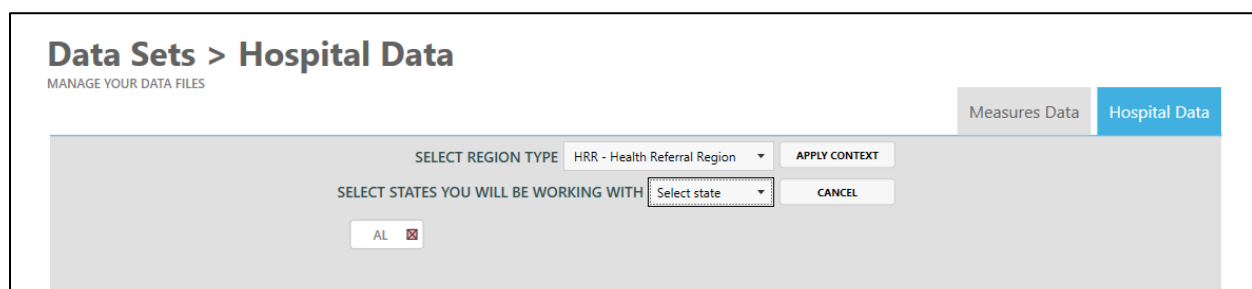 Data Sets > Hospital Data
MANAGE YOUR DATA FILES
Measures Data Hospital Data
SELECT REGION TYPE HRR - Health Referral Region APPLY CONTEXT
SELECT STATES YOU WILL BE WORKING WITH Select state CANCEL
AL